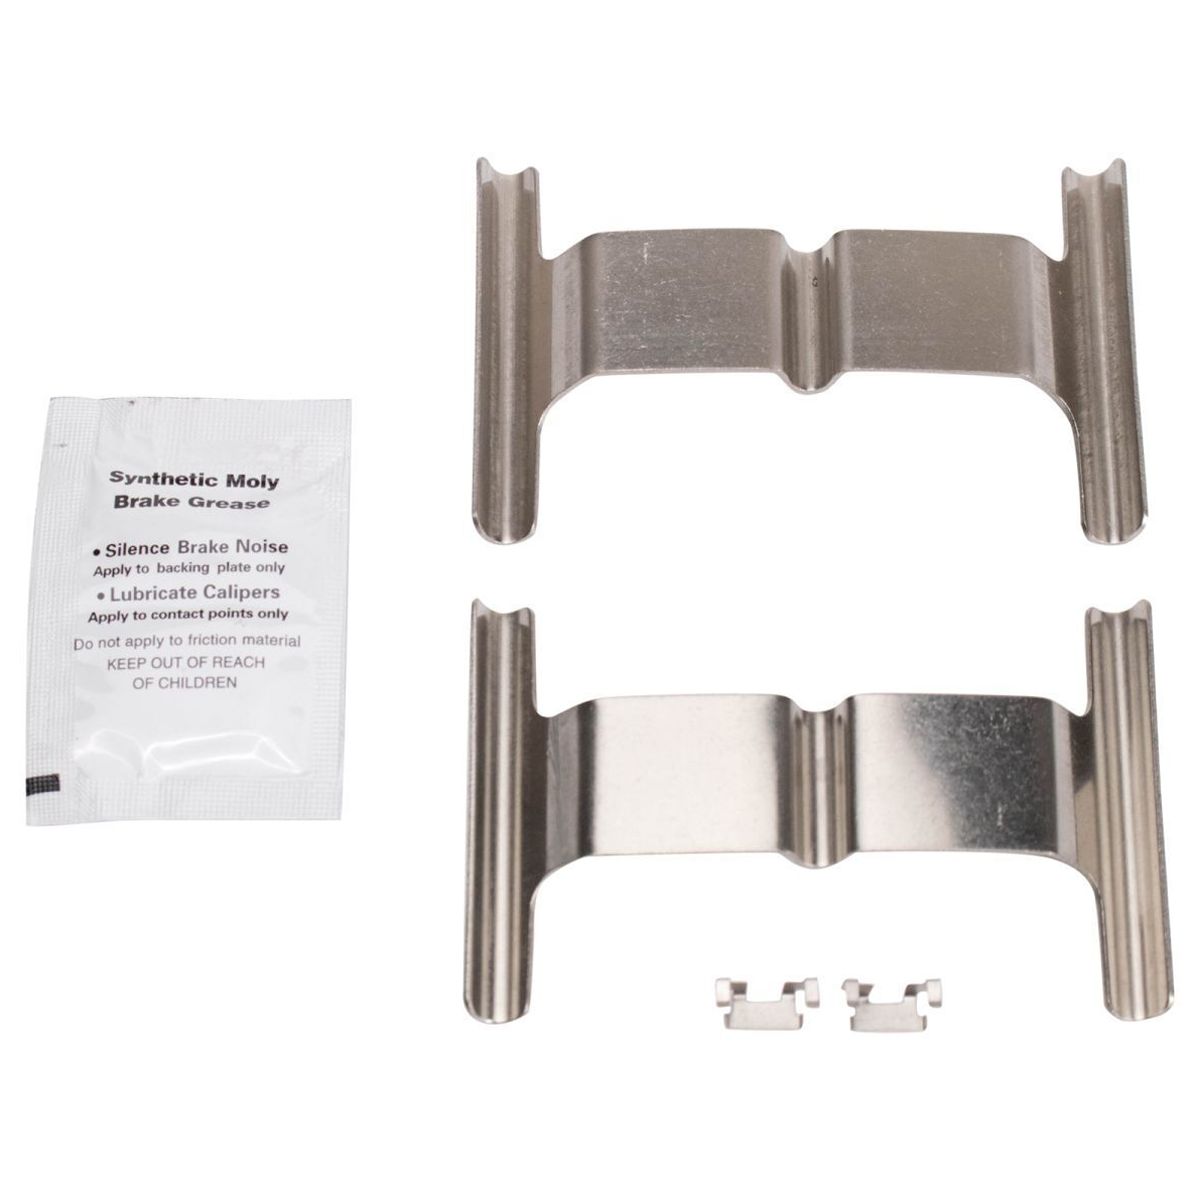 Synthetic Moly
Brake Grease
• Silence Brake Noise
Apply to backing plate only
• Lubricate Calipers
Apply to contact points only
Do not apply to friction material
KEEP OUT OF REACH
OF CHILDREN